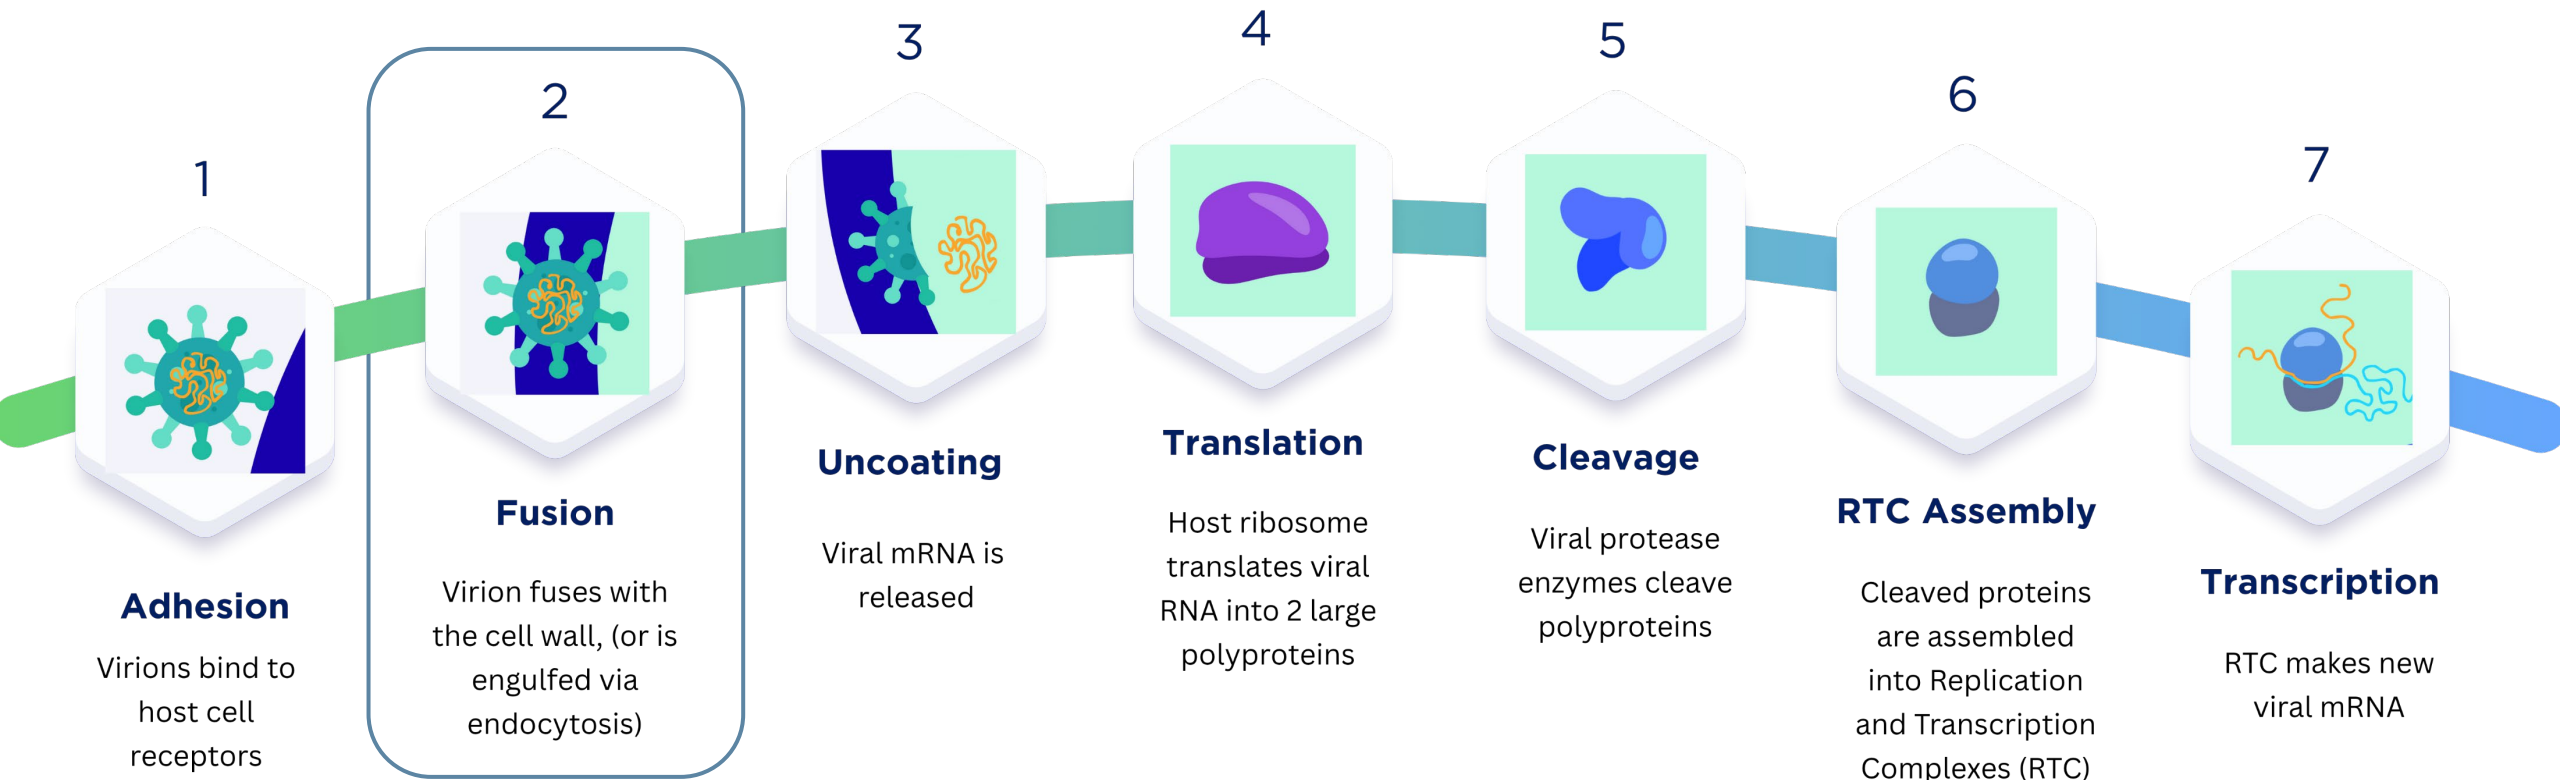 1
Adhesion
Virions bind to
host cell
receptors
2
Fusion
Virion fuses with
the cell wall, (or is
engulfed via
endocytosis)
3
Uncoating
Viral mRNA is
released
4
Translation
Host ribosome
translates viral
RNA into 2 large
polyproteins
5
Cleavage
Viral protease
enzymes cleave
polyproteins
6
RTC Assembly
Cleaved proteins
are assembled
into Replication
and Transcription
Complexes (RTC)
7
Transcription
RTC makes new
viral mRNA